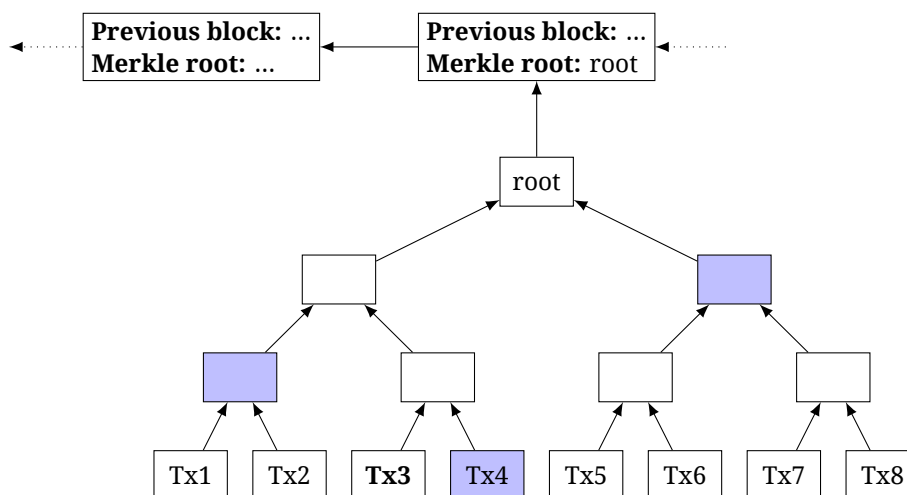 Previous block: ...
Merkle root: ...
Previous block: ...
Merkle root: root
root
Tx1 Tx2 Tx3 Tx4 Tx5 Tx6 Tx7 Tx8